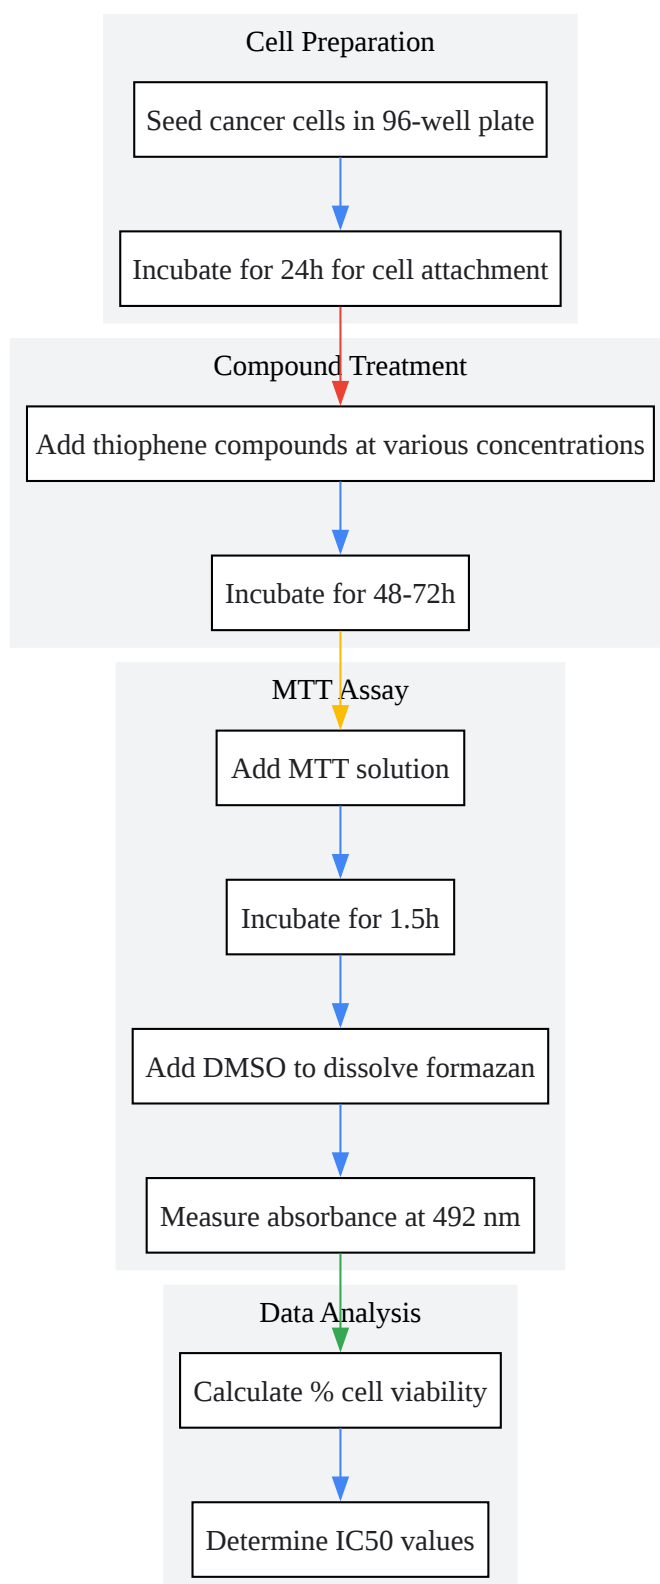 Cell Preparation
Seed cancer cells in 96-well plate
Incubate for 24h for cell attachment
Compound Treatment
Add thiophene compounds at various concentrations
Incubate for 48-72h
MTT Assay
Add MTT solution
Incubate for 1.5h
Add DMSO to dissolve formazan
Measure absorbance at 492 nm
Data Analysis
Calculate % cell viability
Determine IC50 values